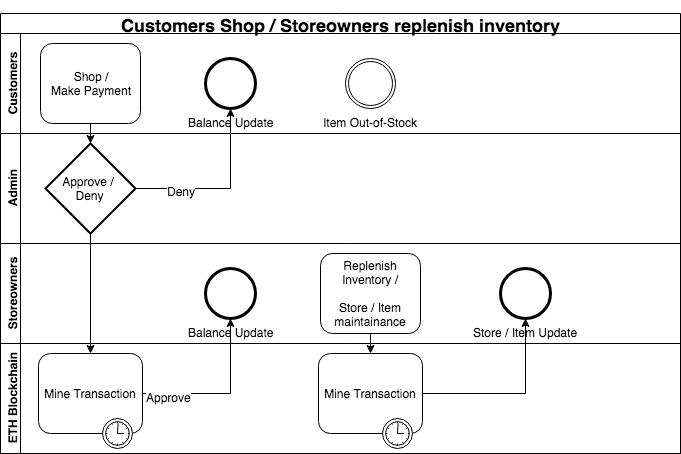 Customers Shop / Storeowners replenish inventory
Customers
Shop /
Make Payment
Balance Update
Item Out-of-Stock
Admin
Approve /
Deny
Deny
Storeowners
Balance Update
Replenish
Inventory /
Store / Item
maintainance
Store / Item Update
ETH Blockchain
Mine Transaction
Approve
Mine Transaction